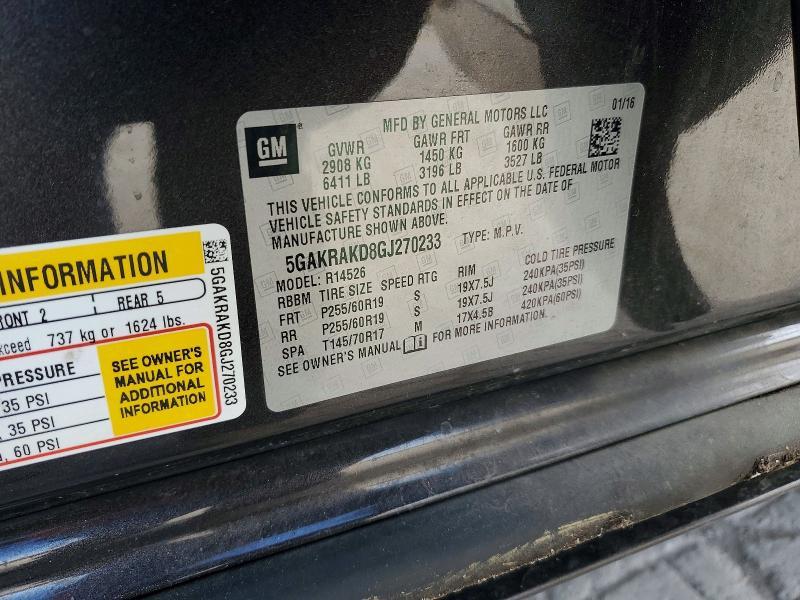 GM
MFD BY GENERAL MOTORS LLC
01/16
GVWR GAWR FRT GAWR RR
2908 KG 1450 KG 1600 KG
6411 LB 3196 LB 3527 LB
THIS VEHICLE CONFORMS TO ALL APPLICABLE U.S. FEDERAL MOTOR
VEHICLE SAFETY STANDARDS IN EFFECT ON THE DATE OF
MANUFACTURE SHOWN ABOVE.
5GAKRAKD8GJ270233 TYPE: M.P.V.
MODEL: R14526
RBBM TIRE SIZE SPEED RTG RIM COLD TIRE PRESSURE
FRT P255/60R19 S 19X7.5J 240KPA(35PSI)
RR P255/60R19 S 19X7.5J 240KPA(35PSI)
SPA T145/70R17 M 17X4.5B 420KPA(60PSI)
SEE OWNER'S MANUAL FOR MORE INFORMATION
INFORMATION
RONT 2 REAR 5
xceed 737 kg or 1624 lbs.
PRESSURE
35 PSI
, 35 PSI
, 60 PSI
SEE OWNER'S
MANUAL FOR
ADDITIONAL
INFORMATION
5GAKRAKD8GJ270233